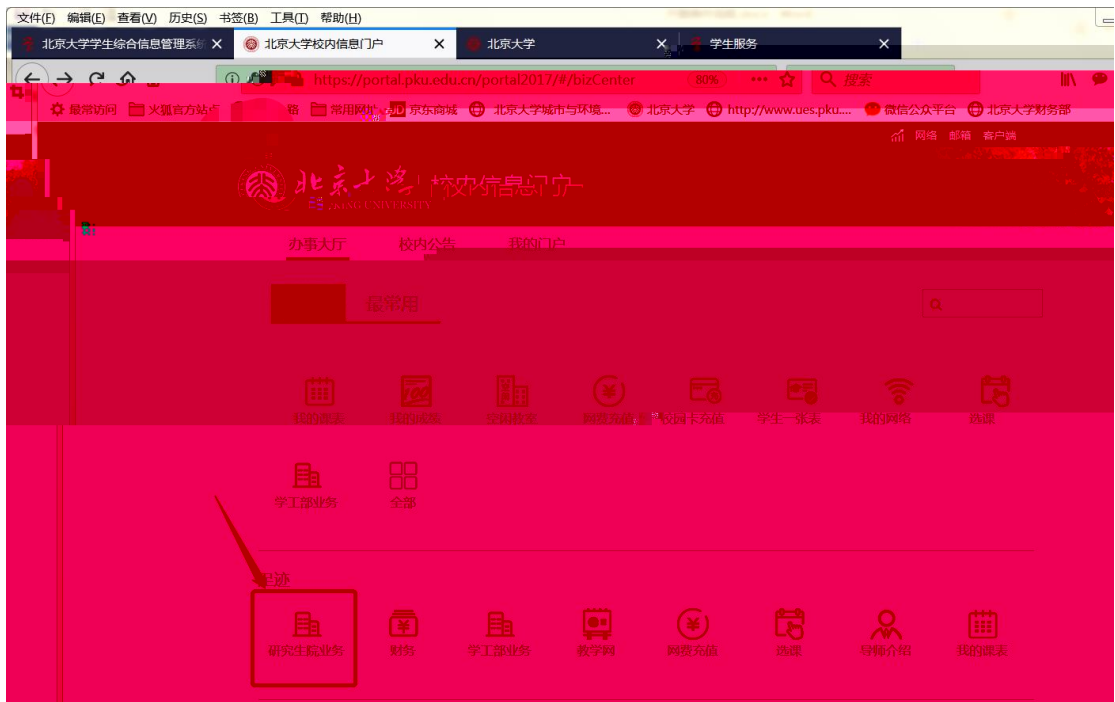 文件(F) 编辑(E) 查看(V) 历史(S) 书签(B) 工具(T) 帮助(H)
北京大学学生综合信息管理系统 北京大学校内信息门户 北京大学 学生服务
https://portal.pku.edu.cn/portal2017/#/bizCenter 80% 搜索
最常访问 火狐官方站点 常用网址 JD 京东商城 北京大学城市与环境... 北京大学 http://www.ues.pku.... 微信公众平台 北京大学财务部
网络 邮箱 客户端
北京大学 校内信息门户
UNIVERSITY
办事大厅 校内公告 我的门户
最常用
我的课表 我的成绩 空闲教室 网费充值 校园卡充值 学生一张表 我的网络 选课
学工部业务 全部
足迹
研究生院业务 财务 学工部业务 教学网 网费充值 选课 导师介绍 我的课表